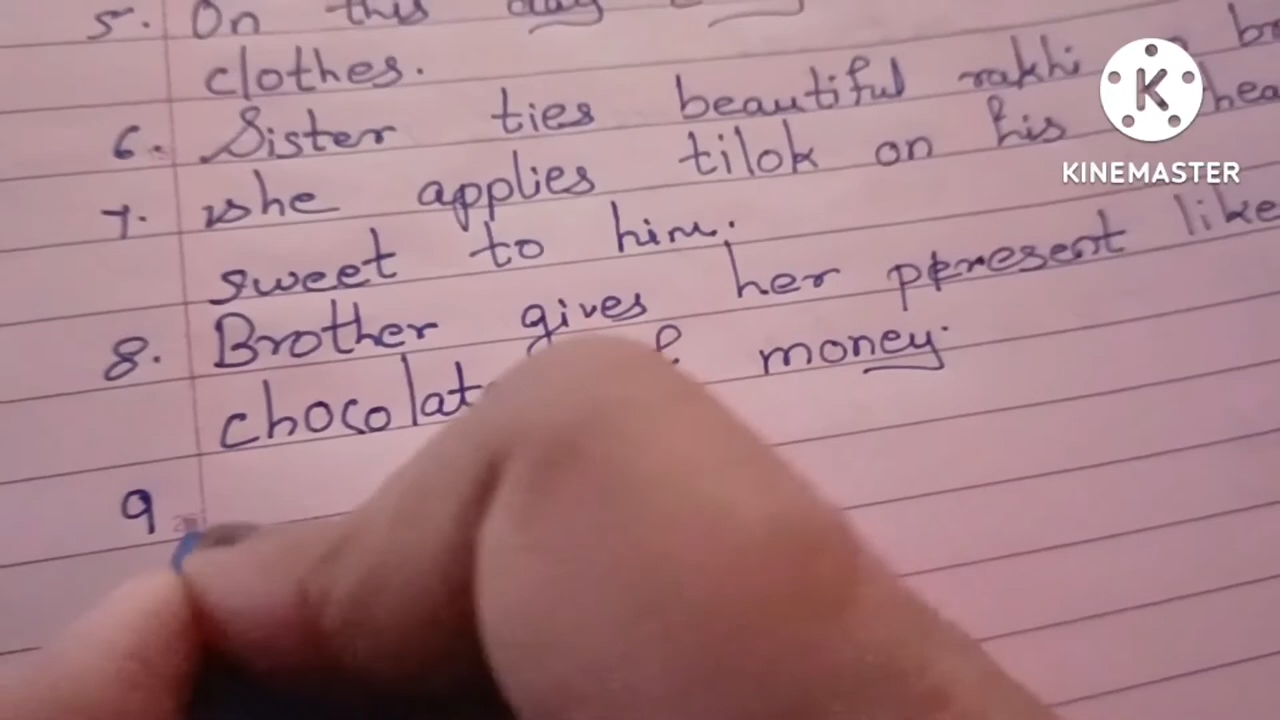 5. On this
clothes.
6. Sister ties beautiful rakhi
7. she applies tilok on his
sweet to him.
8. Brother gives her present like
chocolat money.
9
K
KINEMASTER